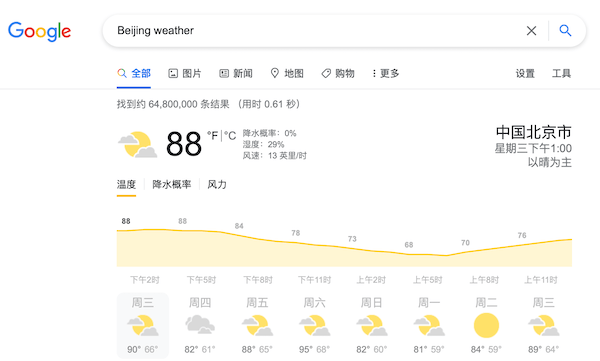 Google
Beijing weather
全部 图片 新闻 地图 购物 更多 设置 工具
找到约 64,800,000 条结果 （用时 0.61 秒）
88 °F | °C
降水概率：0%
湿度：29%
风速：13 英里/时
中国北京市
星期三下午1:00
以晴为主
温度 | 降水概率 | 风力
88 88 84 78 73 68 70 76
下午2时 下午5时 下午8时 下午11时 上午2时 上午5时 上午8时 上午11时
周三 周四 周五 周六 周日 周一 周二 周三
90° 66° 82° 61° 88° 65° 95° 68° 82° 60° 81° 59° 84° 59° 89° 64°